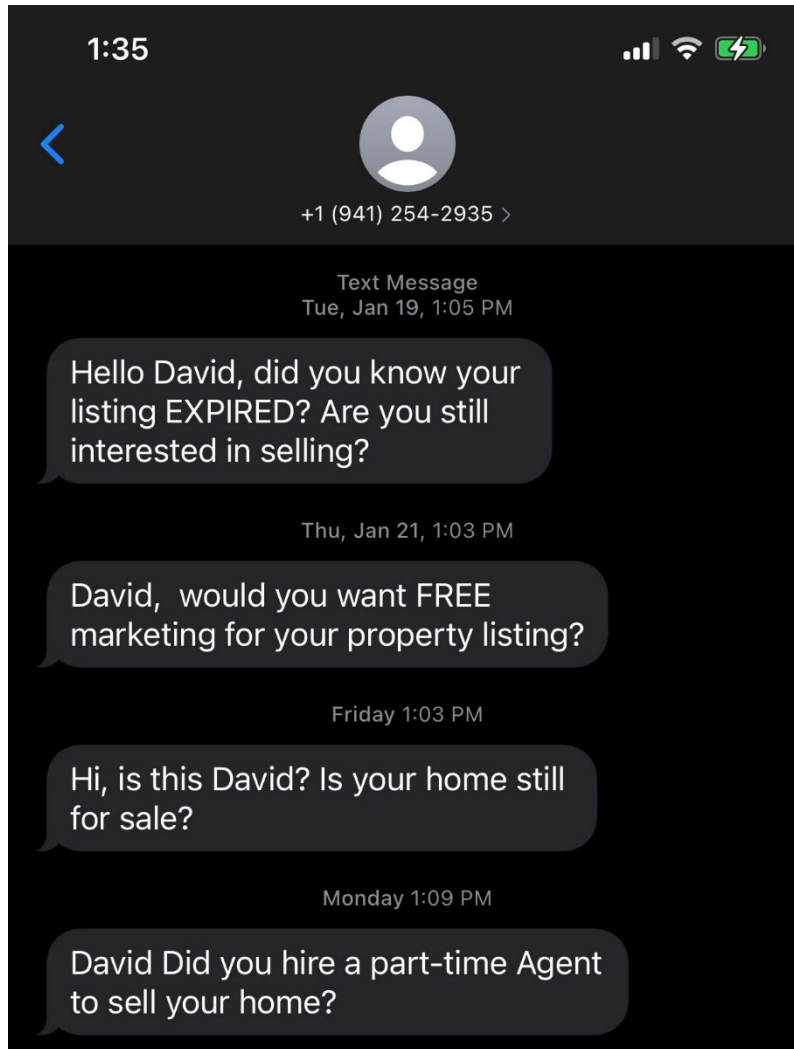 1:35
+1 (941) 254-2935 >
Text Message
Tue, Jan 19, 1:05 PM
Hello David, did you know your
listing EXPIRED? Are you still
interested in selling?
Thu, Jan 21, 1:03 PM
David,  would you want FREE
marketing for your property listing?
Friday 1:03 PM
Hi, is this David? Is your home still
for sale?
Monday 1:09 PM
David Did you hire a part-time Agent
to sell your home?